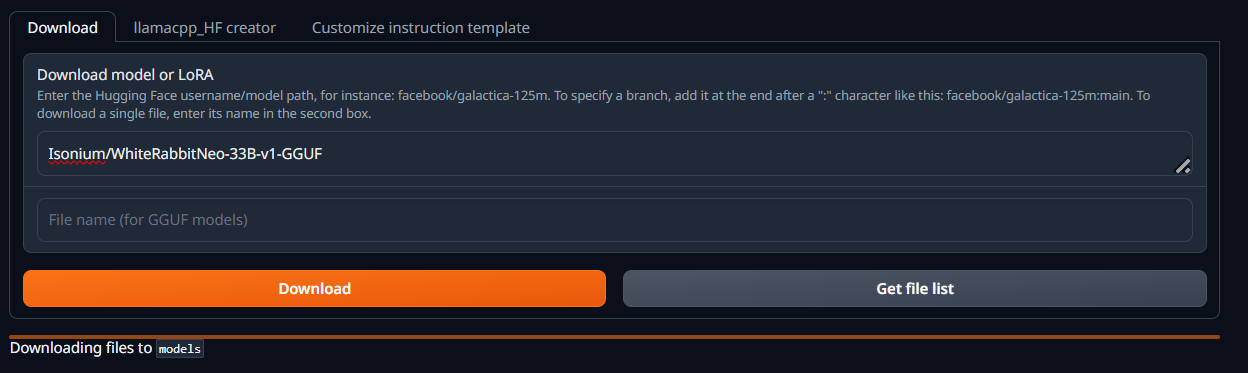 Download llamacpp_HF creator Customize instruction template
Download model or LoRA
Enter the Hugging Face username/model path, for instance: facebook/galactica-125m. To specify a branch, add it at the end after a ":" character like this: facebook/galactica-125m:main. To
download a single file, enter its name in the second box.
Isonium/WhiteRabbitNeo-33B-v1-GGUF
File name (for GGUF models)
Download Get file list
Downloading files to models